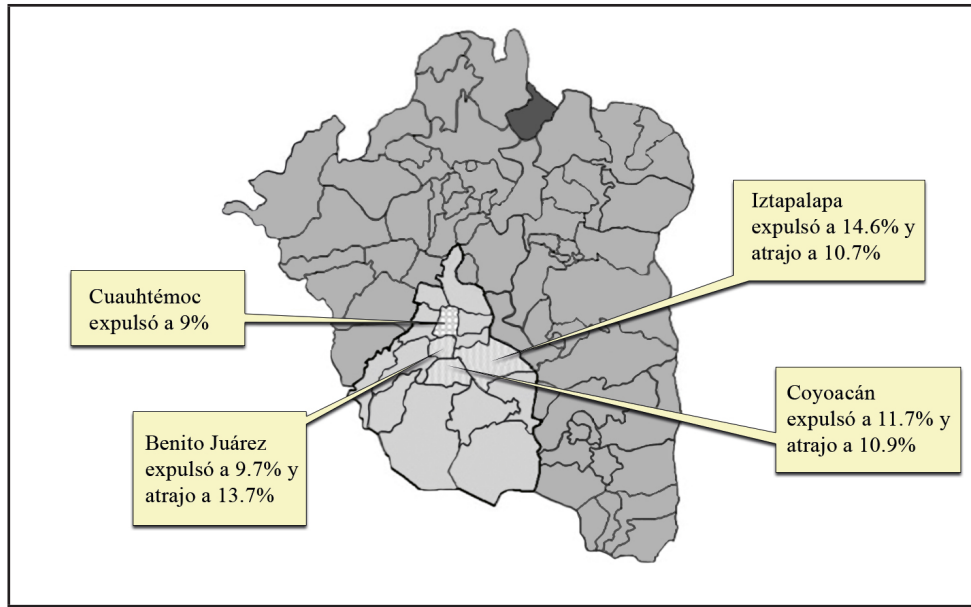 Iztapalapa
expulsó a 14.6% y
atrajo a 10.7%
Cuauhtémoc
expulsó a 9%
Coyoacán
expulsó a 11.7% y
atrajo a 10.9%
Benito Juárez
expulsó a 9.7% y
atrajo a 13.7%